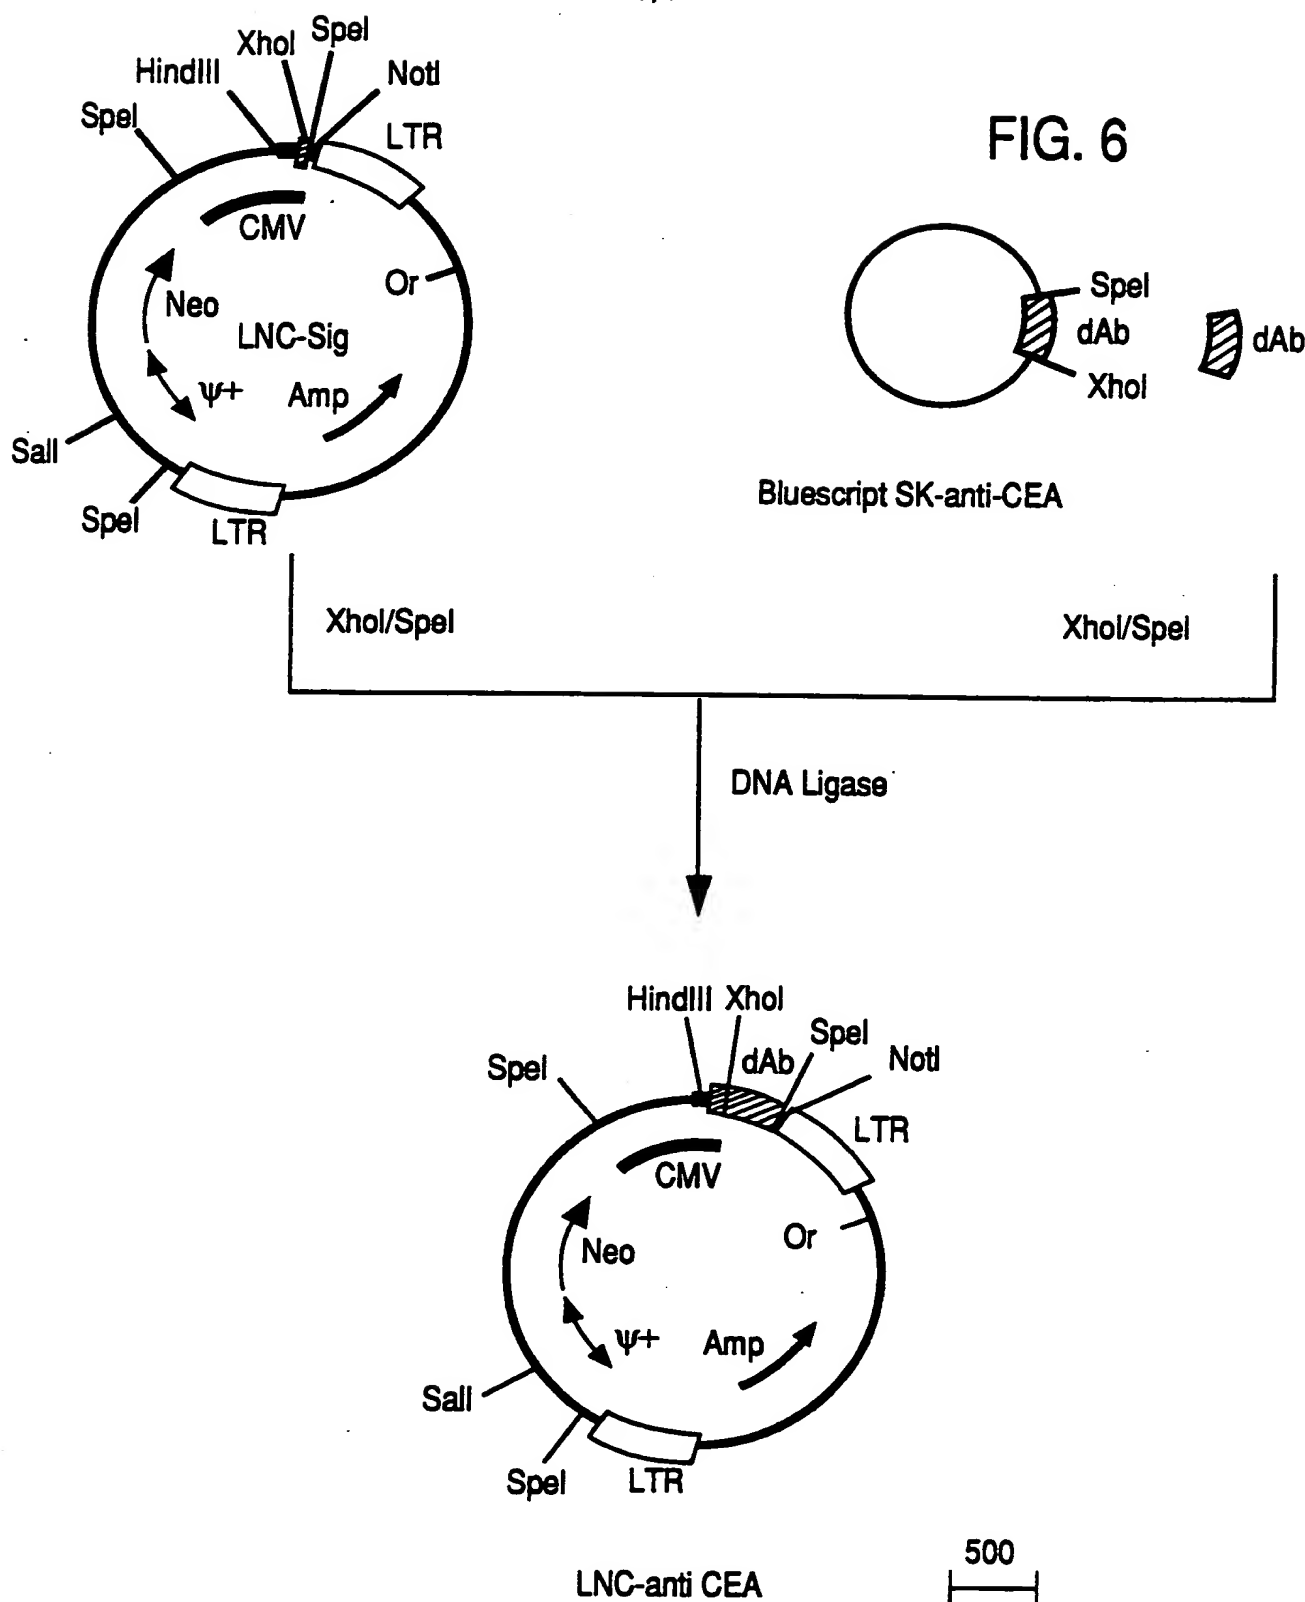 SpeI
XhoI
HindIII
NotI
SpeI
LTR
FIG. 6
CMV
Or
Neo
LNC-Sig
ψ+
Amp
SalI
SpeI
LTR
SpeI
dAb
dAb
XhoI
Bluescript SK-anti-CEA
XhoI/SpeI
XhoI/SpeI
DNA Ligase
HindIII XhoI
SpeI
dAb
NotI
SpeI
LTR
CMV
Or
Neo
ψ+
Amp
SalI
SpeI
LTR
500
LNC-anti CEA